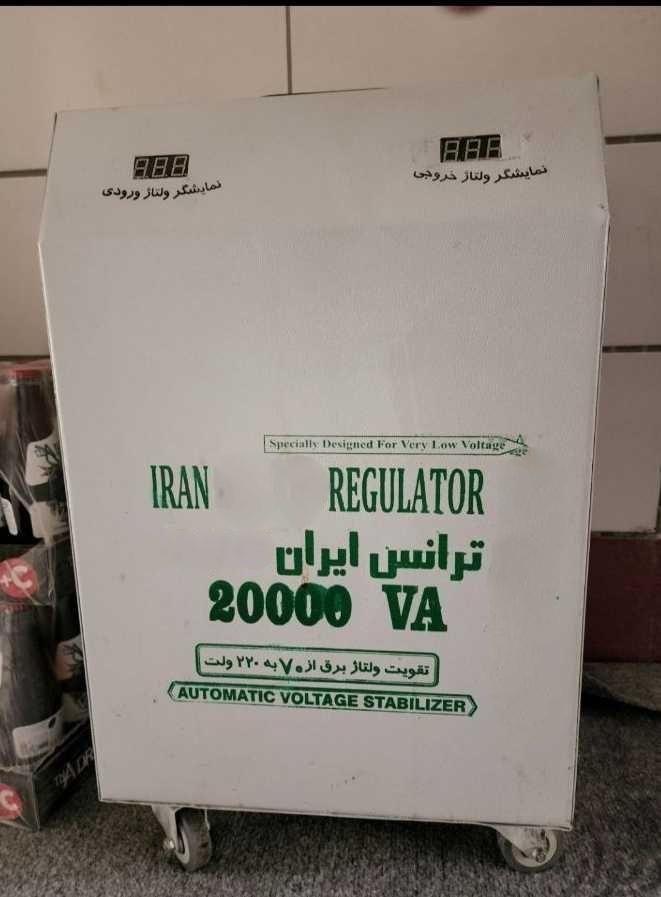 نمایشگر ولتاژ ورودی
نمایشگر ولتاژ خروجی
Specially Designed For Very Low Voltage
IRAN REGULATOR
ترانس ایران
20000 VA
تقویت ولتاژ برق از ۷۰ به ۲۲۰ ولت
AUTOMATIC VOLTAGE STABILIZER